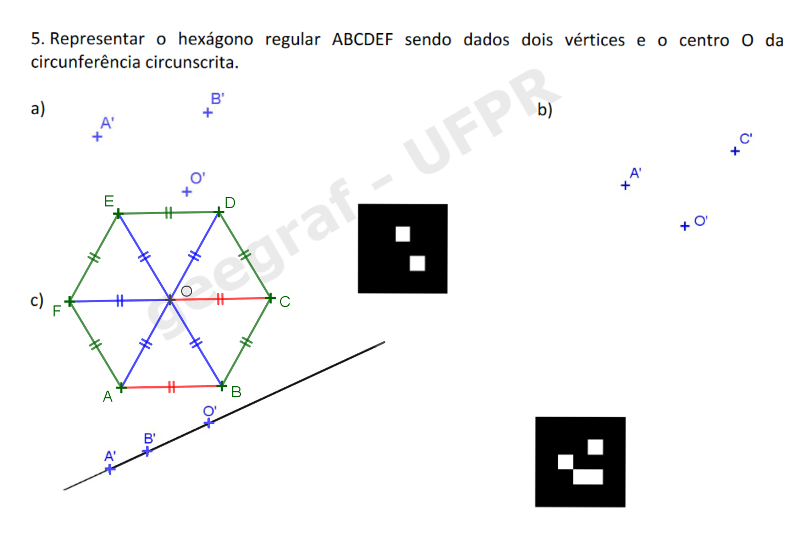 5. Representar o hexágono regular ABCDEF sendo dados dois vértices e o centro O da
circunferência circunscrita.
a)
A'
B'
O'
b)
A'
C'
O'
geegraf - UFPR
c)
E
D
O
F
C
A
B
A'
B'
O'